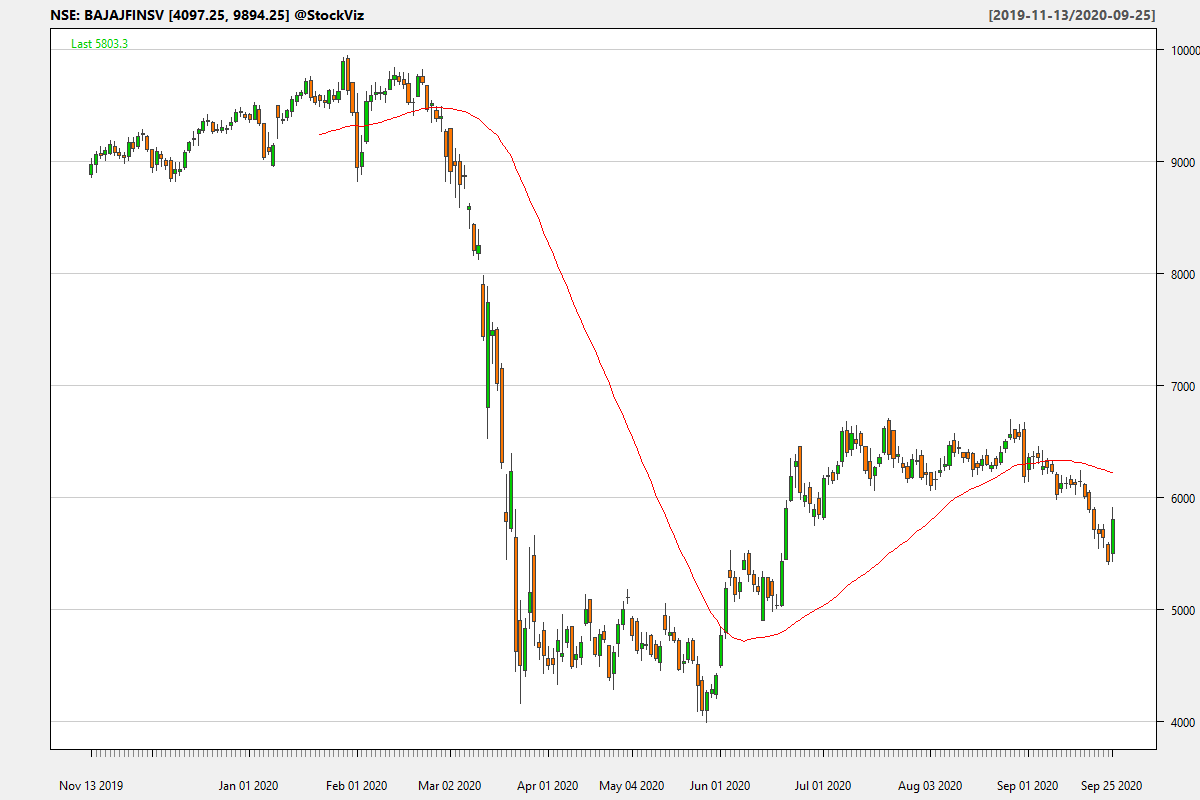 NSE: BAJAJFINSV [4097.25, 9894.25] @StockViz [2019-11-13/2020-09-25]
Last 5803.3
10000
9000
8000
7000
6000
5000
4000
Nov 13 2019 Jan 01 2020 Feb 01 2020 Mar 02 2020 Apr 01 2020 May 04 2020 Jun 01 2020 Jul 01 2020 Aug 03 2020 Sep 01 2020 Sep 25 2020